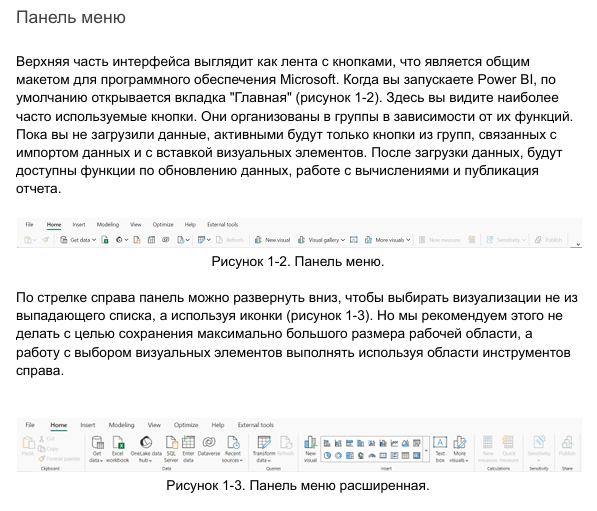 Панель меню
Верхняя часть интерфейса выглядит как лента с кнопками, что является общим
макетом для программного обеспечения Microsoft. Когда вы запускаете Power BI, по
умолчанию открывается вкладка "Главная" (рисунок 1-2). Здесь вы видите наиболее
часто используемые кнопки. Они организованы в группы в зависимости от их функций.
Пока вы не загрузили данные, активными будут только кнопки из групп, связанных с
импортом данных и с вставкой визуальных элементов. После загрузки данных, будут
доступны функции по обновлению данных, работе с вычислениями и публикация
отчета.
File Home Insert Modeling View Optimize Help External tools
Get data Refresh New visual Visual gallery More visuals New measure Sensitivity Publish
Рисунок 1-2. Панель меню.
По стрелке справа панель можно развернуть вниз, чтобы выбирать визуализации не из
выпадающего списка, а используя иконки (рисунок 1-3). Но мы рекомендуем этого не
делать с целью сохранения максимально большого размера рабочей области, а
работу с выбором визуальных элементов выполнять используя области инструментов
справа.
File Home Insert Modeling View Optimize Help External tools
Paste Cut Copy Format painter Get data Excel workbook OneLake data hub SQL Server Enter data Dataverse Recent sources Transform data Refresh New visual Text box More visuals New measure Quick measure Sensitivity Publish
Clipboard Data Queries Insert Calculations Sensitivity Share
Рисунок 1-3. Панель меню расширенная.